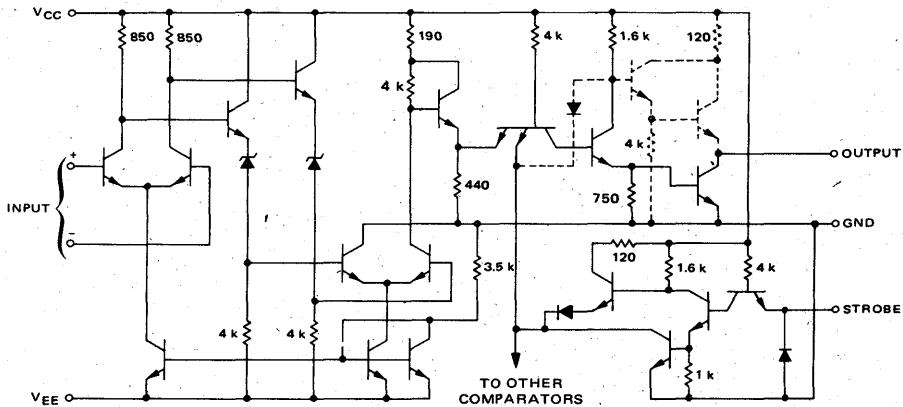 VCC
850
850
190
4 k
1.6 k
120
4 k
4 k
+
INPUT
−
440
750
OUTPUT
GND
120
1.6 k
4 k
3.5 k
STROBE
4 k
4 k
1 k
VEE
TO OTHER
COMPARATORS